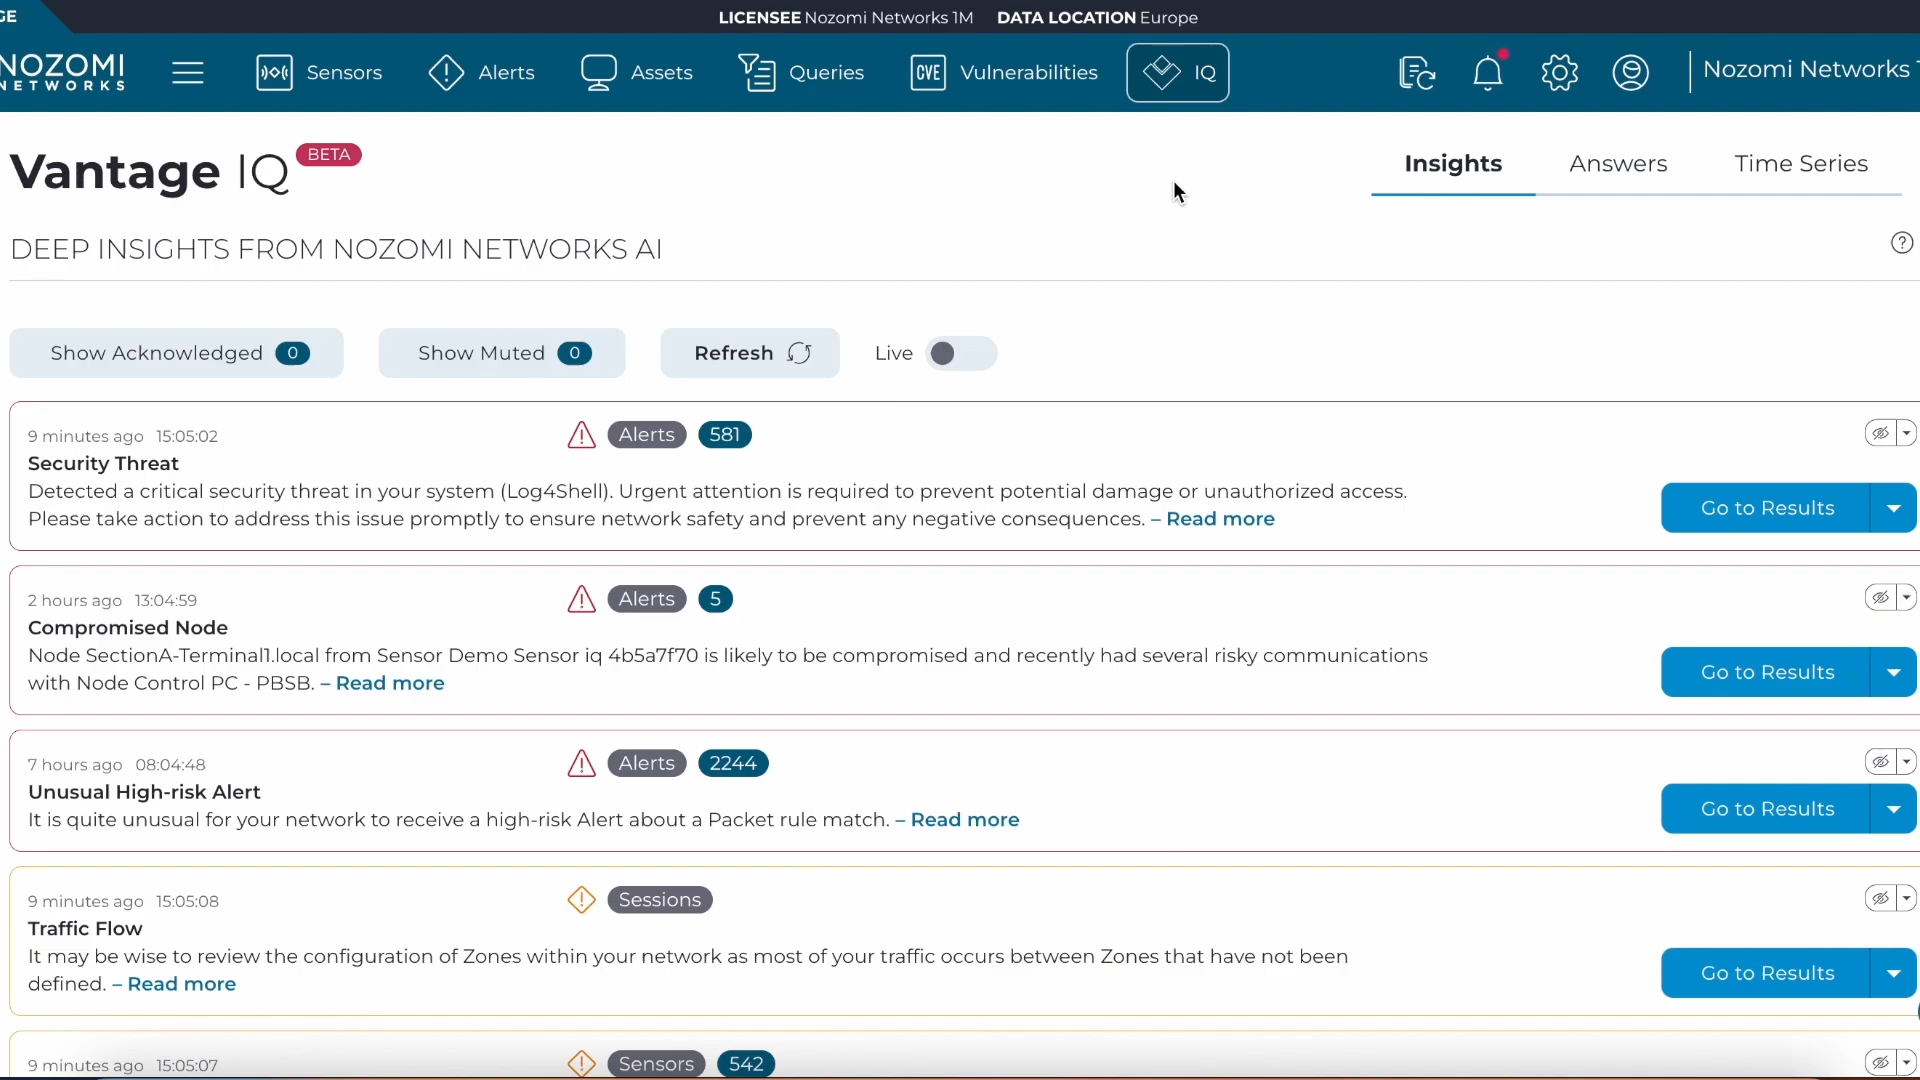 GE
LICENSEE Nozomi Networks 1M DATA LOCATION Europe
NOZOMI
NETWORKS
Sensors
Alerts
Assets
Queries
CVE
Vulnerabilities
IQ
Nozomi Networks
Vantage IQ BETA
Insights
Answers
Time Series
DEEP INSIGHTS FROM NOZOMI NETWORKS AI
?
Show Acknowledged 0
Show Muted 0
Refresh
Live
9 minutes ago 15:05:02
Alerts 581
Security Threat
Detected a critical security threat in your system (Log4Shell). Urgent attention is required to prevent potential damage or unauthorized access.
Please take action to address this issue promptly to ensure network safety and prevent any negative consequences. – Read more
Go to Results
2 hours ago 13:04:59
Alerts 5
Compromised Node
Node SectionA-Terminal1.local from Sensor Demo Sensor iq 4b5a7f70 is likely to be compromised and recently had several risky communications
with Node Control PC - PBSB. – Read more
Go to Results
7 hours ago 08:04:48
Alerts 2244
Unusual High-risk Alert
It is quite unusual for your network to receive a high-risk Alert about a Packet rule match. – Read more
Go to Results
9 minutes ago 15:05:08
Sessions
Traffic Flow
It may be wise to review the configuration of Zones within your network as most of your traffic occurs between Zones that have not been
defined. – Read more
Go to Results
9 minutes ago 15:05:07
Sensors 542